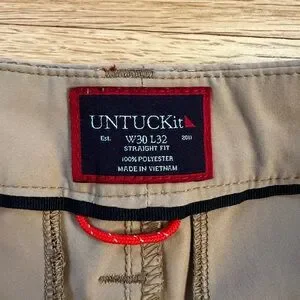 UNTUCKit
Est. W30 L32 2011
STRAIGHT FIT
100% POLYESTER
MADE IN VIETNAM